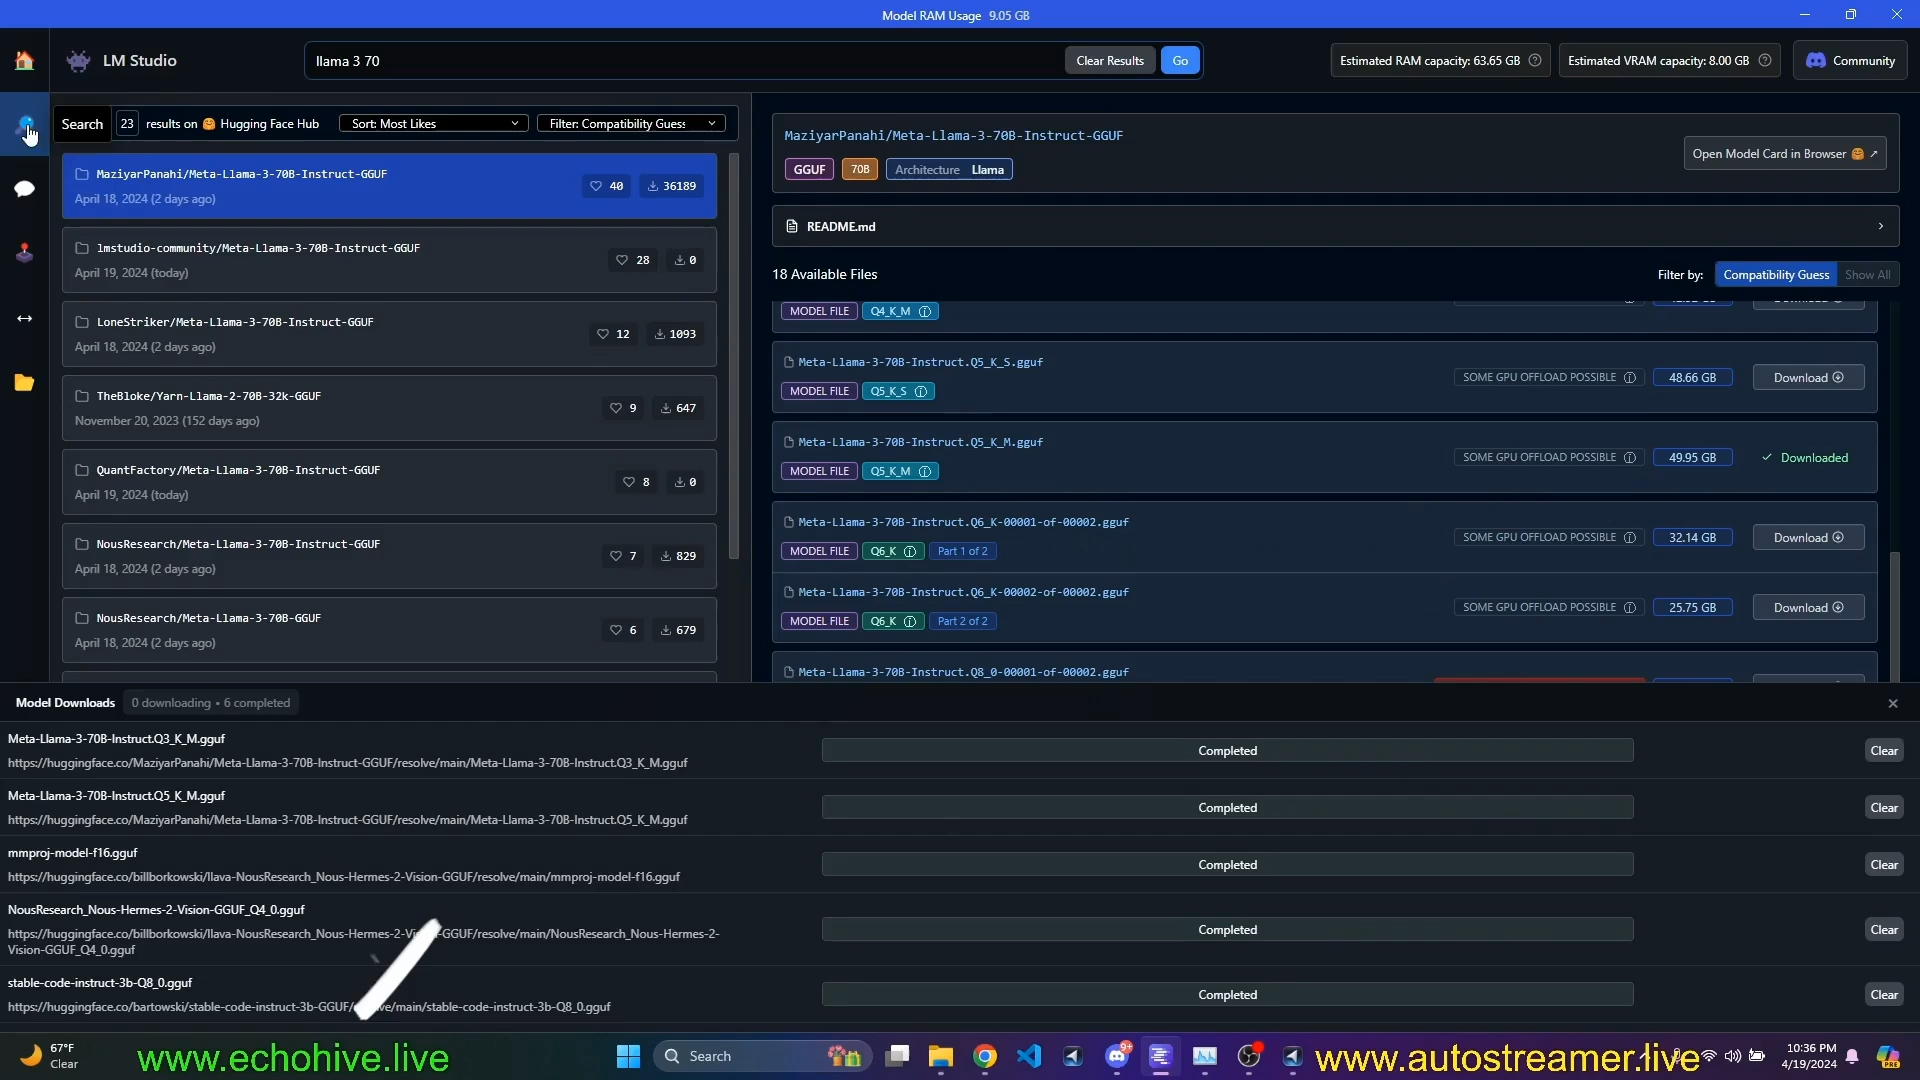 Model RAM Usage 9.05 GB
LM Studio
llama 3 70
Clear Results
Go
Estimated RAM capacity: 63.65 GB
Estimated VRAM capacity: 8.00 GB
Community
Search
23 results on 🤗 Hugging Face Hub
Sort: Most Likes
Filter: Compatibility Guess
MaziyarPanahi/Meta-Llama-3-70B-Instruct-GGUF
40 36189
April 18, 2024 (2 days ago)
lmstudio-community/Meta-Llama-3-70B-Instruct-GGUF
28 0
April 19, 2024 (today)
LoneStriker/Meta-Llama-3-70B-Instruct-GGUF
12 1093
April 18, 2024 (2 days ago)
TheBloke/Yarn-Llama-2-70B-32k-GGUF
9 647
November 20, 2023 (152 days ago)
QuantFactory/Meta-Llama-3-70B-Instruct-GGUF
8 0
April 19, 2024 (today)
NousResearch/Meta-Llama-3-70B-Instruct-GGUF
7 829
April 18, 2024 (2 days ago)
NousResearch/Meta-Llama-3-70B-GGUF
6 679
April 18, 2024 (2 days ago)
MaziyarPanahi/Meta-Llama-3-70B-Instruct-GGUF
GGUF 70B Architecture Llama
Open Model Card in Browser 🤗 ↗
README.md
18 Available Files
Filter by: Compatibility Guess Show All
MODEL FILE Q4_K_M
Meta-Llama-3-70B-Instruct.Q5_K_S.gguf
SOME GPU OFFLOAD POSSIBLE 48.66 GB Download
MODEL FILE Q5_K_S
Meta-Llama-3-70B-Instruct.Q5_K_M.gguf
SOME GPU OFFLOAD POSSIBLE 49.95 GB Downloaded
MODEL FILE Q5_K_M
Meta-Llama-3-70B-Instruct.Q6_K-00001-of-00002.gguf
SOME GPU OFFLOAD POSSIBLE 32.14 GB Download
MODEL FILE Q6_K Part 1 of 2
Meta-Llama-3-70B-Instruct.Q6_K-00002-of-00002.gguf
SOME GPU OFFLOAD POSSIBLE 25.75 GB Download
MODEL FILE Q6_K Part 2 of 2
Meta-Llama-3-70B-Instruct.Q8_0-00001-of-00002.gguf
Model Downloads 0 downloading • 6 completed
Meta-Llama-3-70B-Instruct.Q3_K_M.gguf
Completed Clear
https://huggingface.co/MaziyarPanahi/Meta-Llama-3-70B-Instruct-GGUF/resolve/main/Meta-Llama-3-70B-Instruct.Q3_K_M.gguf
Meta-Llama-3-70B-Instruct.Q5_K_M.gguf
Completed Clear
https://huggingface.co/MaziyarPanahi/Meta-Llama-3-70B-Instruct-GGUF/resolve/main/Meta-Llama-3-70B-Instruct.Q5_K_M.gguf
mmproj-model-f16.gguf
Completed Clear
https://huggingface.co/billborkowski/llava-NousResearch_Nous-Hermes-2-Vision-GGUF/resolve/main/mmproj-model-f16.gguf
NousResearch_Nous-Hermes-2-Vision-GGUF_Q4_0.gguf
Completed Clear
https://huggingface.co/billborkowski/llava-NousResearch_Nous-Hermes-2-Vision-GGUF/resolve/main/NousResearch_Nous-Hermes-2-
Vision-GGUF_Q4_0.gguf
stable-code-instruct-3b-Q8_0.gguf
Completed Clear
https://huggingface.co/bartowski/stable-code-instruct-3b-GGUF/resolve/main/stable-code-instruct-3b-Q8_0.gguf
67°F
Clear
www.echohive.live
Search
9+
www.autostreamer.live
10:36 PM
4/19/2024
PRE